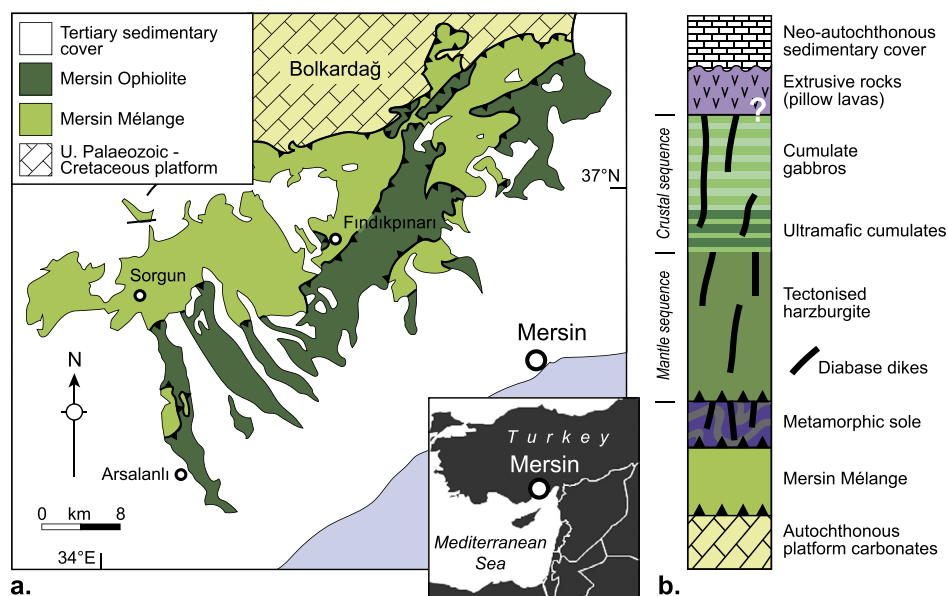 Tertiary sedimentary
cover
Mersin Ophiolite
Mersin Mélange
U. Palaeozoic -
Cretaceous platform
Bolkardağ
37°N
Fındıkpınarı
Sorgun
Mersin
N
Arsalanlı
0 km 8
34°E
Turkey
Mersin
Mediterranean
Sea
a.
Neo-autochthonous
sedimentary cover
Extrusive rocks
(pillow lavas)
?
Crustal sequence
Cumulate
gabbros
Ultramafic cumulates
Mantle sequence
Tectonised
harzburgite
Diabase dikes
Metamorphic sole
Mersin Mélange
Autochthonous
platform carbonates
b.